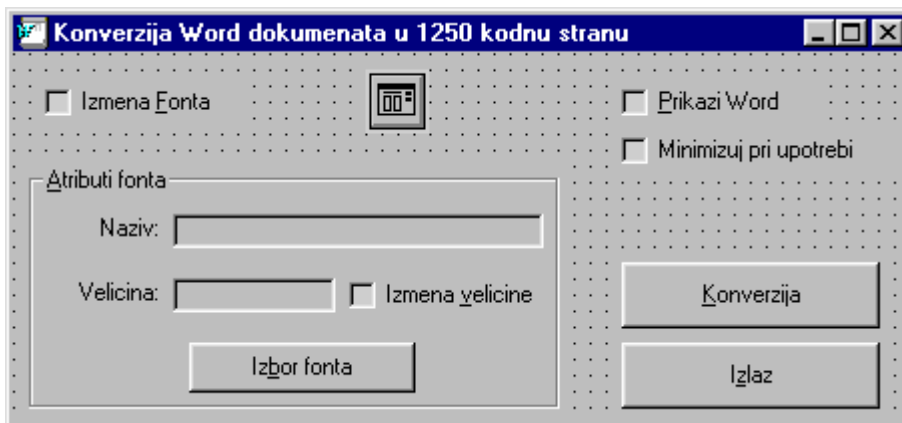 Konverzija Word dokumenata u 1250 kodnu stranu
Izmena Fonta
Prikazi Word
Minimizuj pri upotrebi
Atributi fonta
Naziv:
Velicina:
Izmena velicine
Konverzija
Izbor fonta
Izlaz